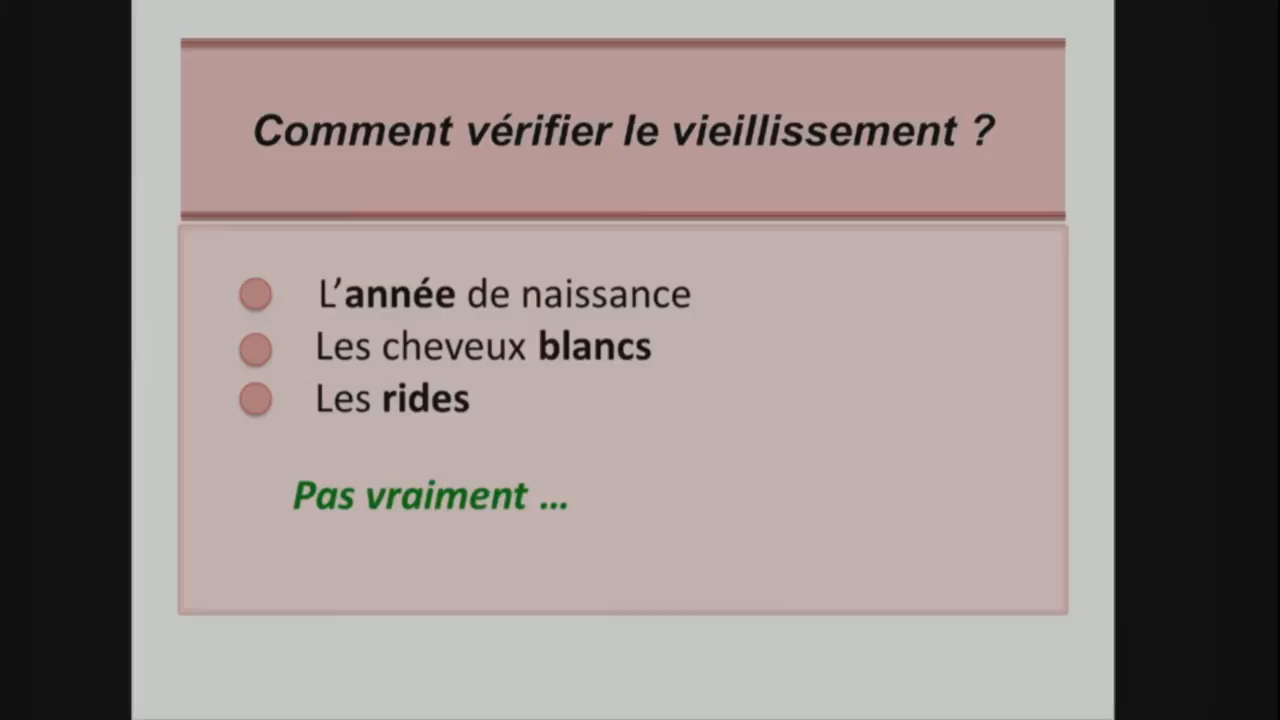 Comment vérifier le vieillissement ?
L’année de naissance
Les cheveux blancs
Les rides
Pas vraiment ...